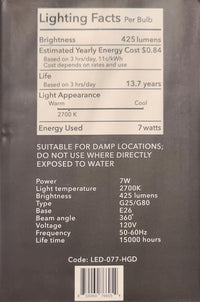 Lighting Facts Per Bulb
Brightness 425 lumens
Estimated Yearly Energy Cost $0.84
Based on 3 hrs/day, 11¢/kWh
Cost depends on rates and use
Life
Based on 3 hrs/day 13.7 years
Light Appearance
Warm Cool
2700 K
Energy Used 7 watts
SUITABLE FOR DAMP LOCATIONS;
DO NOT USE WHERE DIRECTLY
EXPOSED TO WATER
Power 7W
Light temperature 2700K
Brightness 425 lumens
Type G25/G80
Base E26
Beam angle 360°
Voltage 120V
Frequency 50-60Hz
Life time 15000 hours
Code: LED-077-HGD